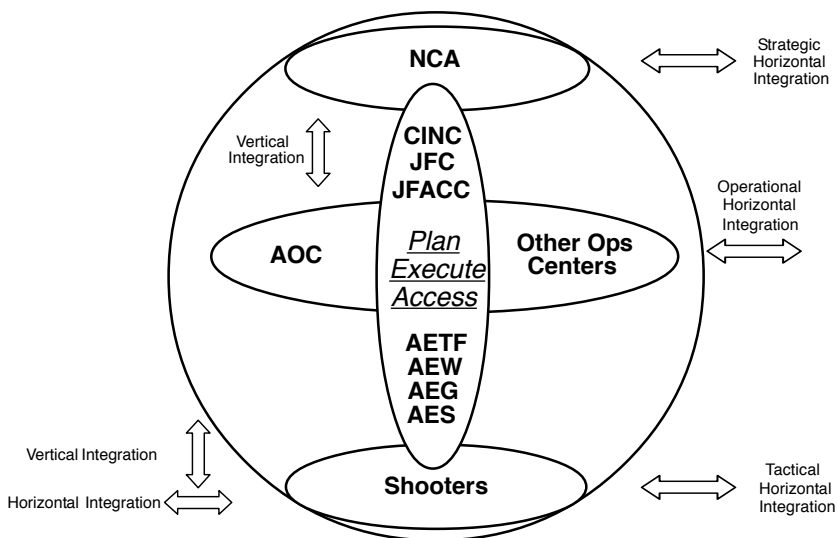 NCA
Strategic
Horizontal
Integration
Vertical
Integration
CINC
JFC
JFACC
Operational
Horizontal
Integration
AOC
Plan
Execute
Access
Other Ops
Centers
AETF
AEW
AEG
AES
Vertical Integration
Horizontal Integration
Shooters
Tactical
Horizontal
Integration